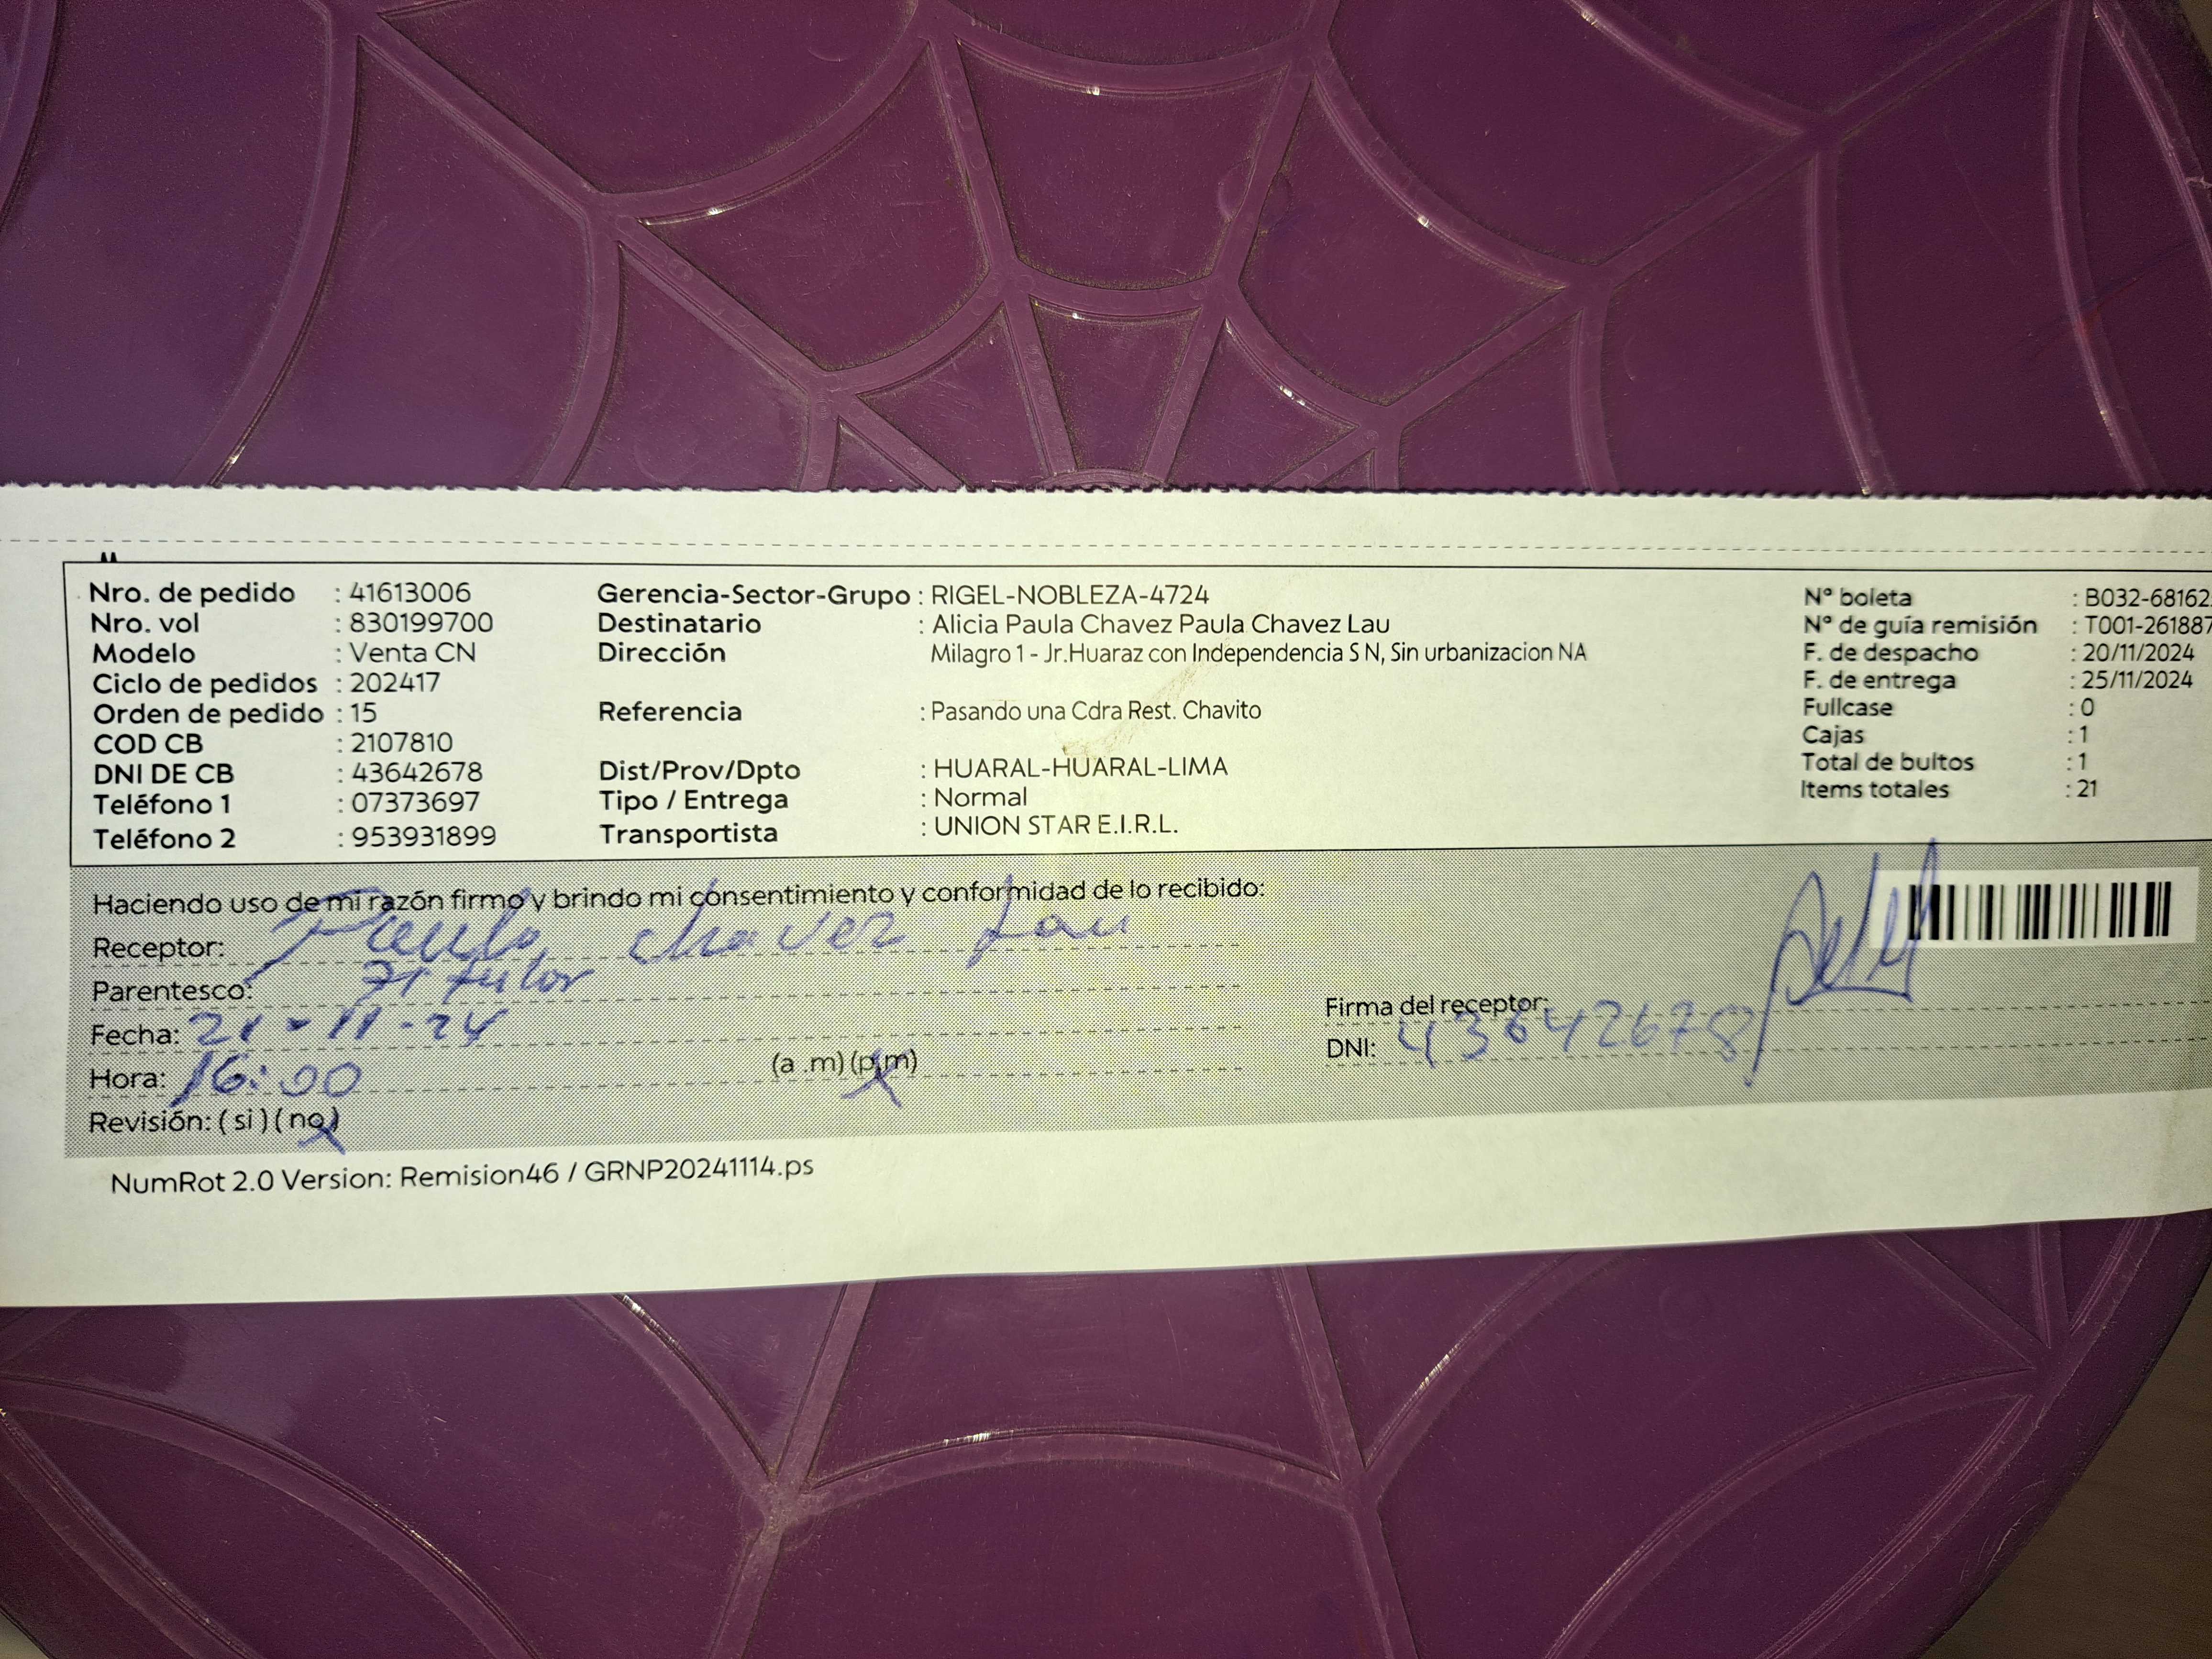 Nro. de pedido : 41613006 Gerencia-Sector-Grupo : RIGEL-NOBLEZA-4724 Nº boleta : B032-68162
Nro. vol : 830199700 Destinatario : Alicia Paula Chavez Paula Chavez Lau Nº de guía remisión : T001-261887
Modelo : Venta CN Dirección Milagro 1 - Jr.Huaraz con Independencia S N, Sin urbanizacion NA F. de despacho : 20/11/2024
Ciclo de pedidos : 202417 F. de entrega : 25/11/2024
Orden de pedido : 15 Referencia : Pasando una Cdra Rest. Chavito Fullcase : 0
COD CB : 2107810 Cajas : 1
DNI DE CB : 43642678 Dist/Prov/Dpto : HUARAL-HUARAL-LIMA Total de bultos : 1
Teléfono 1 : 07373697 Tipo / Entrega : Normal Items totales : 21
Teléfono 2 : 953931899 Transportista : UNION STAR E.I.R.L.
Haciendo uso de mi razón firmo y brindo mi consentimiento y conformidad de lo recibido:
Receptor: Paula chavez Lau
Parentesco: Titular
Fecha: 21-11-24 Firma del receptor:
Hora: 16:00 (a .m) (p.m) DNI: 43642678
Revisión: ( si ) ( no )
NumRot 2.0 Version: Remision46 / GRNP20241114.ps